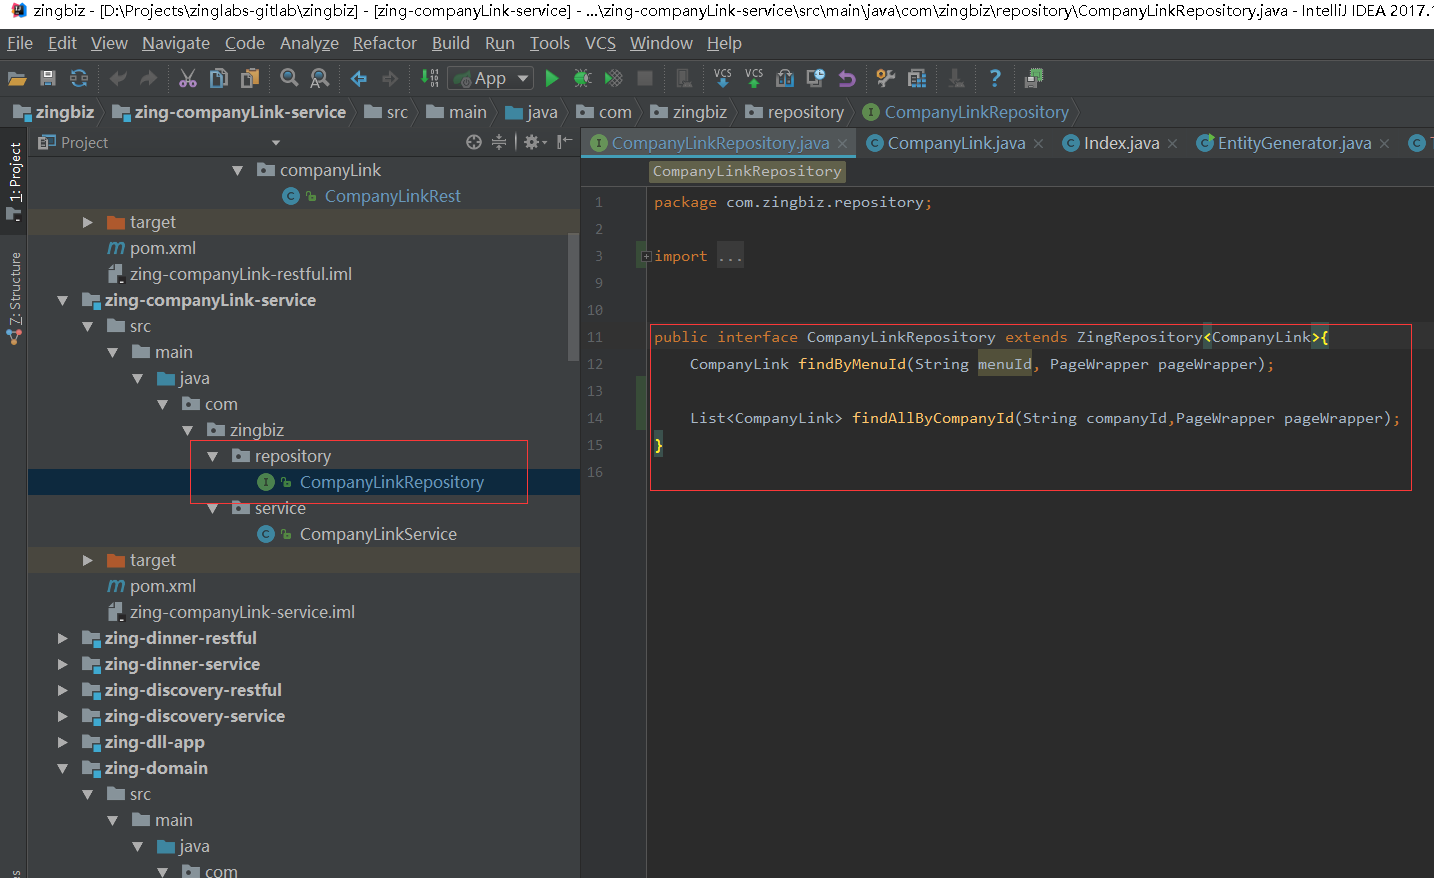 zingbiz - [D:\Projects\zinglabs-gitlab\zingbiz] - [zing-companyLink-service] - ...\zing-companyLink-service\src\main\java\com\zingbiz\repository\CompanyLinkRepository.java - IntelliJ IDEA 2017.1
File Edit View Navigate Code Analyze Refactor Build Run Tools VCS Window Help
App VCS VCS ?
zingbiz zing-companyLink-service src main java com zingbiz repository CompanyLinkRepository
Project
CompanyLinkRepository.java CompanyLink.java Index.java EntityGenerator.java
1: Project
Z: Structure
companyLink
CompanyLinkRest
target
pom.xml
zing-companyLink-restful.iml
zing-companyLink-service
src
main
java
com
zingbiz
repository
CompanyLinkRepository
service
CompanyLinkService
target
pom.xml
zing-companyLink-service.iml
zing-dinner-restful
zing-dinner-service
zing-discovery-restful
zing-discovery-service
zing-dll-app
zing-domain
src
main
java
com
CompanyLinkRepository
1 package com.zingbiz.repository;
2
3 import ...
9
10
11 public interface CompanyLinkRepository extends ZingRepository<CompanyLink>{
12 CompanyLink findByMenuId(String menuId, PageWrapper pageWrapper);
13
14 List<CompanyLink> findAllByCompanyId(String companyId,PageWrapper pageWrapper);
15 }
16